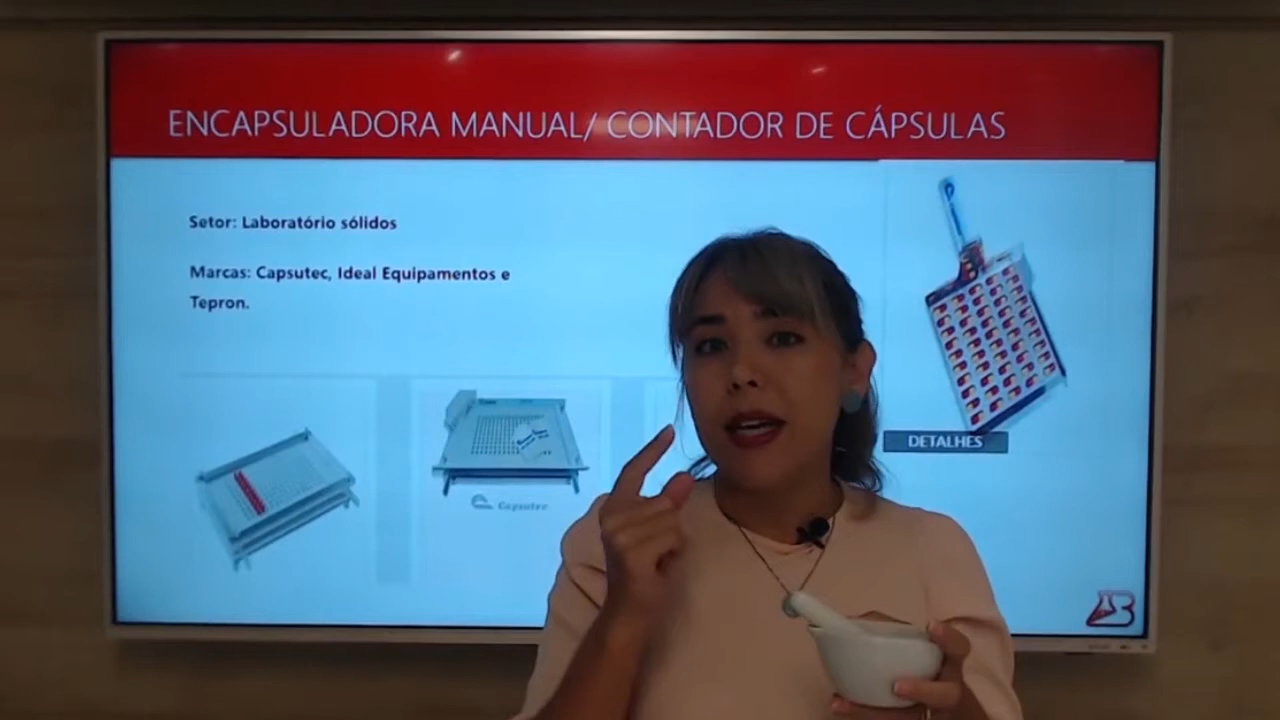 ENCAPSULADORA MANUAL/ CONTADOR DE CÁPSULAS
Setor: Laboratório sólidos
Marcas: Capsutec, Ideal Equipamentos e
Tepron.
Capsutec
DETALHES